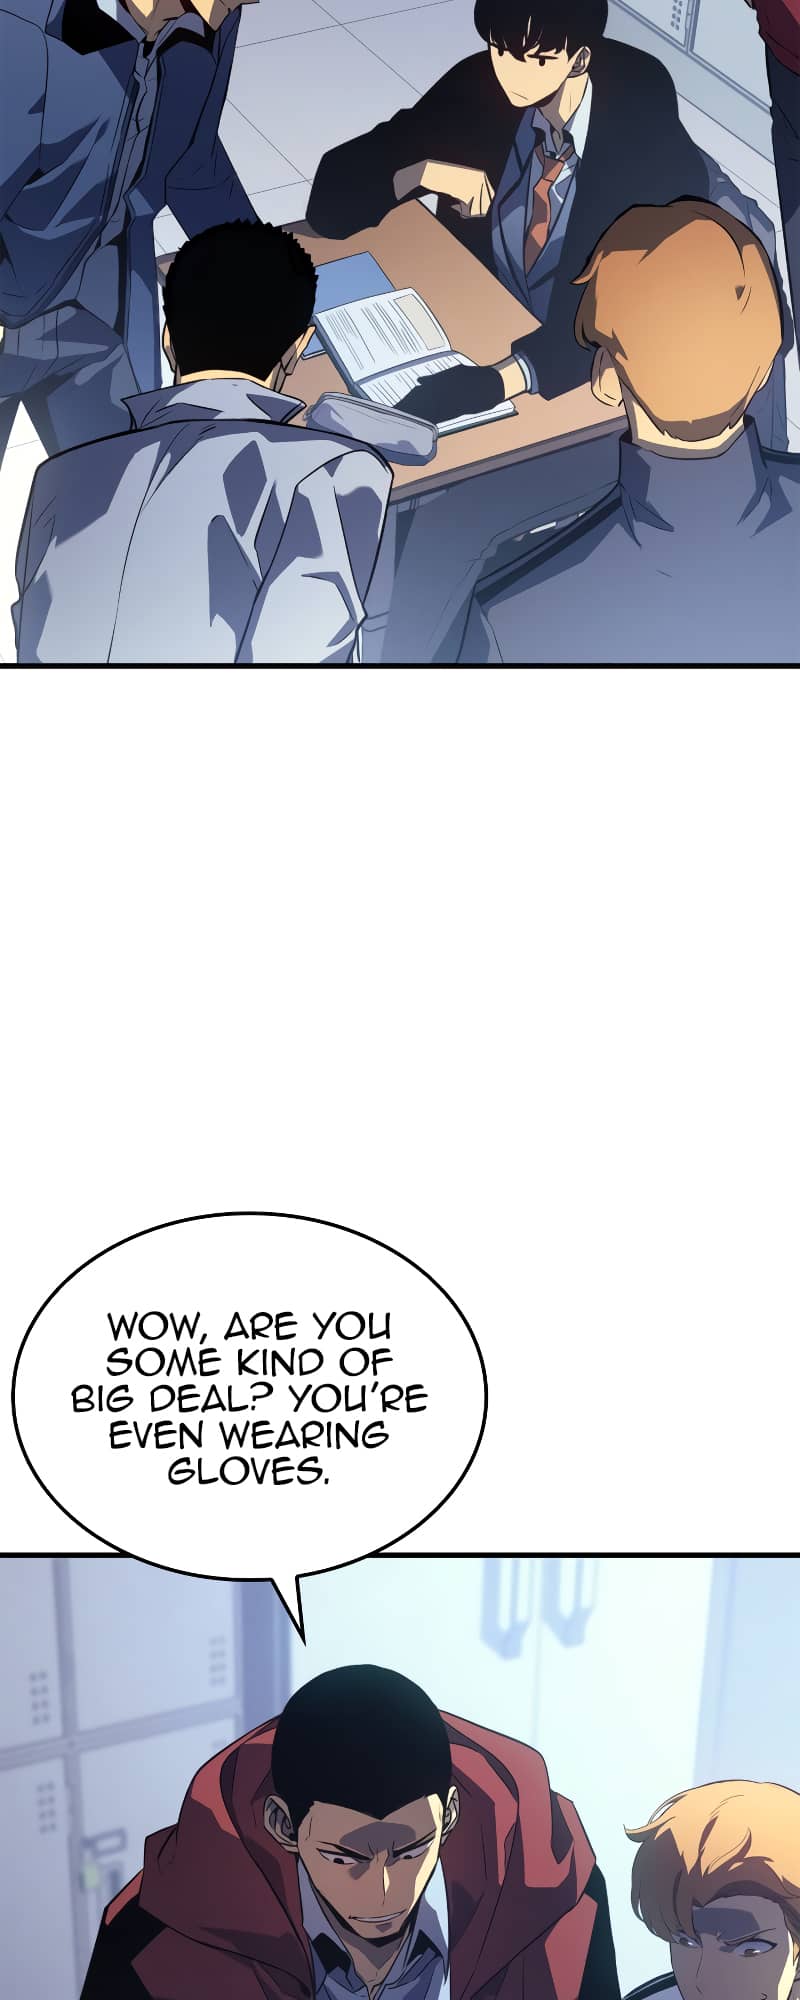 WOW, ARE YOU
SOME KIND OF
BIG DEAL? YOU'RE
EVEN WEARING
GLOVES.